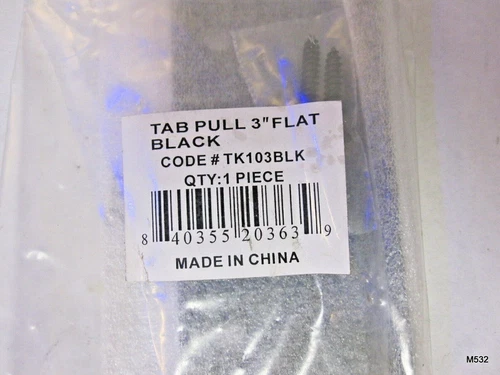 TAB PULL 3" FLAT
BLACK
CODE # TK103BLK
QTY:1 PIECE
8 40355 20363 9
MADE IN CHINA
M532